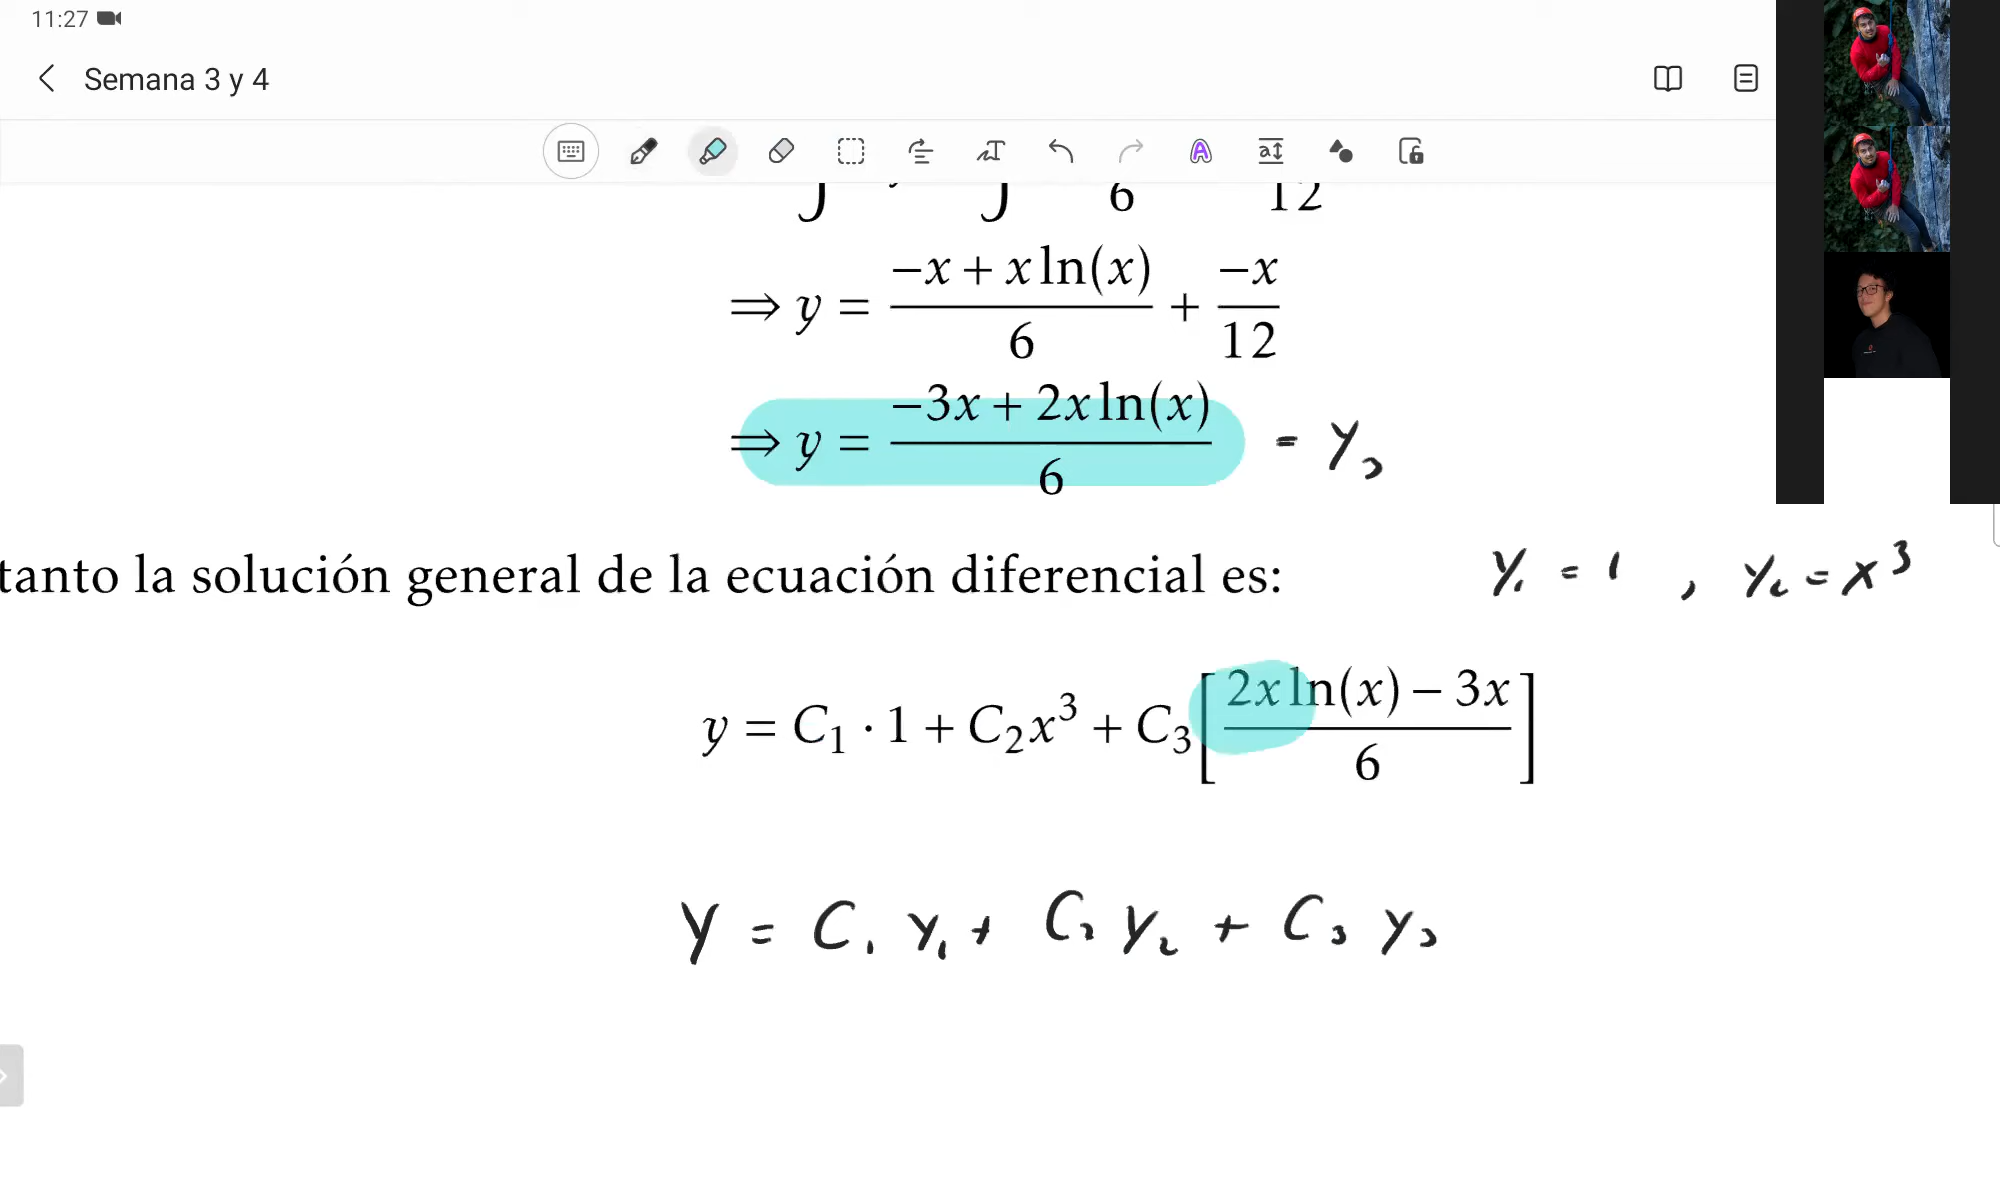 11:27
Semana 3 y 4
6 12
⟹ y = (−x + x ln(x))/6 + (−x)/12
⟹ y = (−3x + 2x ln(x))/6 = y₃
tanto la solución general de la ecuación diferencial es: y₁ = 1 , y₂ = x³
y = C₁ · 1 + C₂x³ + C₃[(2x ln(x) − 3x)/6]
y = C₁ y₁ + C₂ y₂ + C₃ y₃